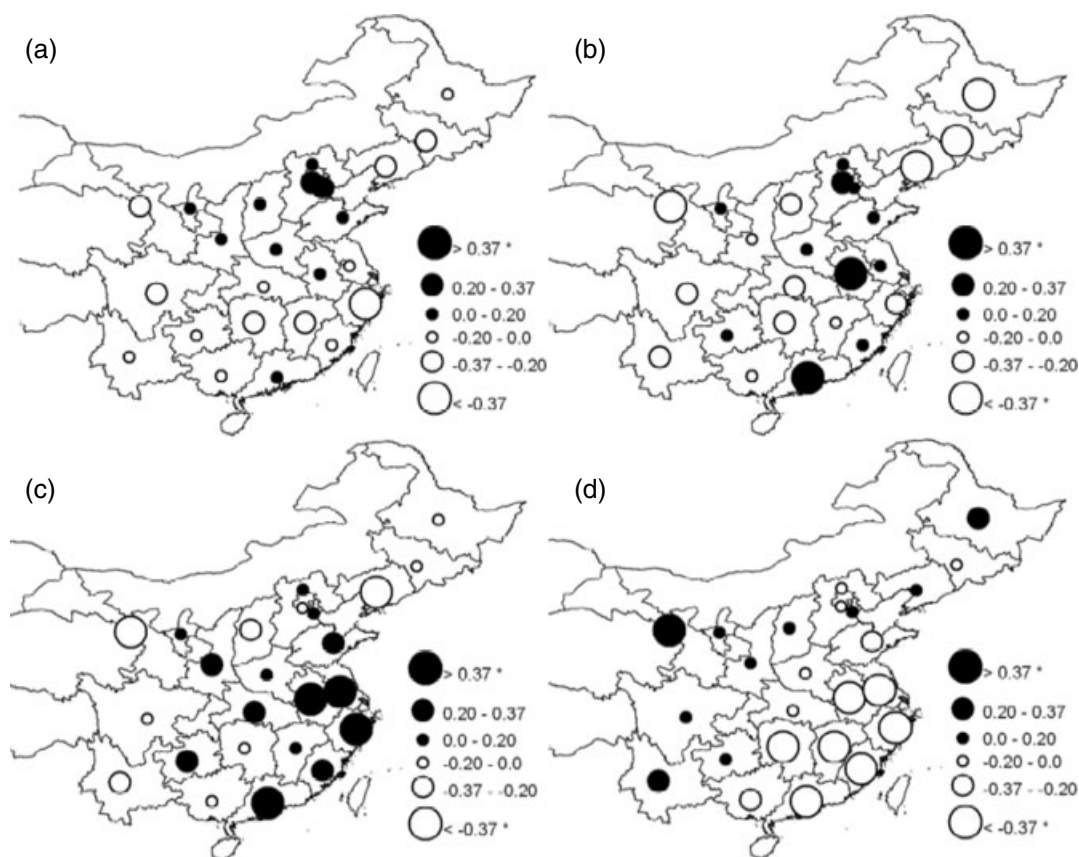 (a)
> 0.37 *
0.20 - 0.37
0.0 - 0.20
-0.20 - 0.0
-0.37 - -0.20
< -0.37
(b)
> 0.37 *
0.20 - 0.37
0.0 - 0.20
-0.20 - 0.0
-0.37 - -0.20
< -0.37 *
(c)
> 0.37 *
0.20 - 0.37
0.0 - 0.20
-0.20 - 0.0
-0.37 - -0.20
< -0.37 *
(d)
> 0.37 *
0.20 - 0.37
0.0 - 0.20
-0.20 - 0.0
-0.37 - -0.20
< -0.37 *